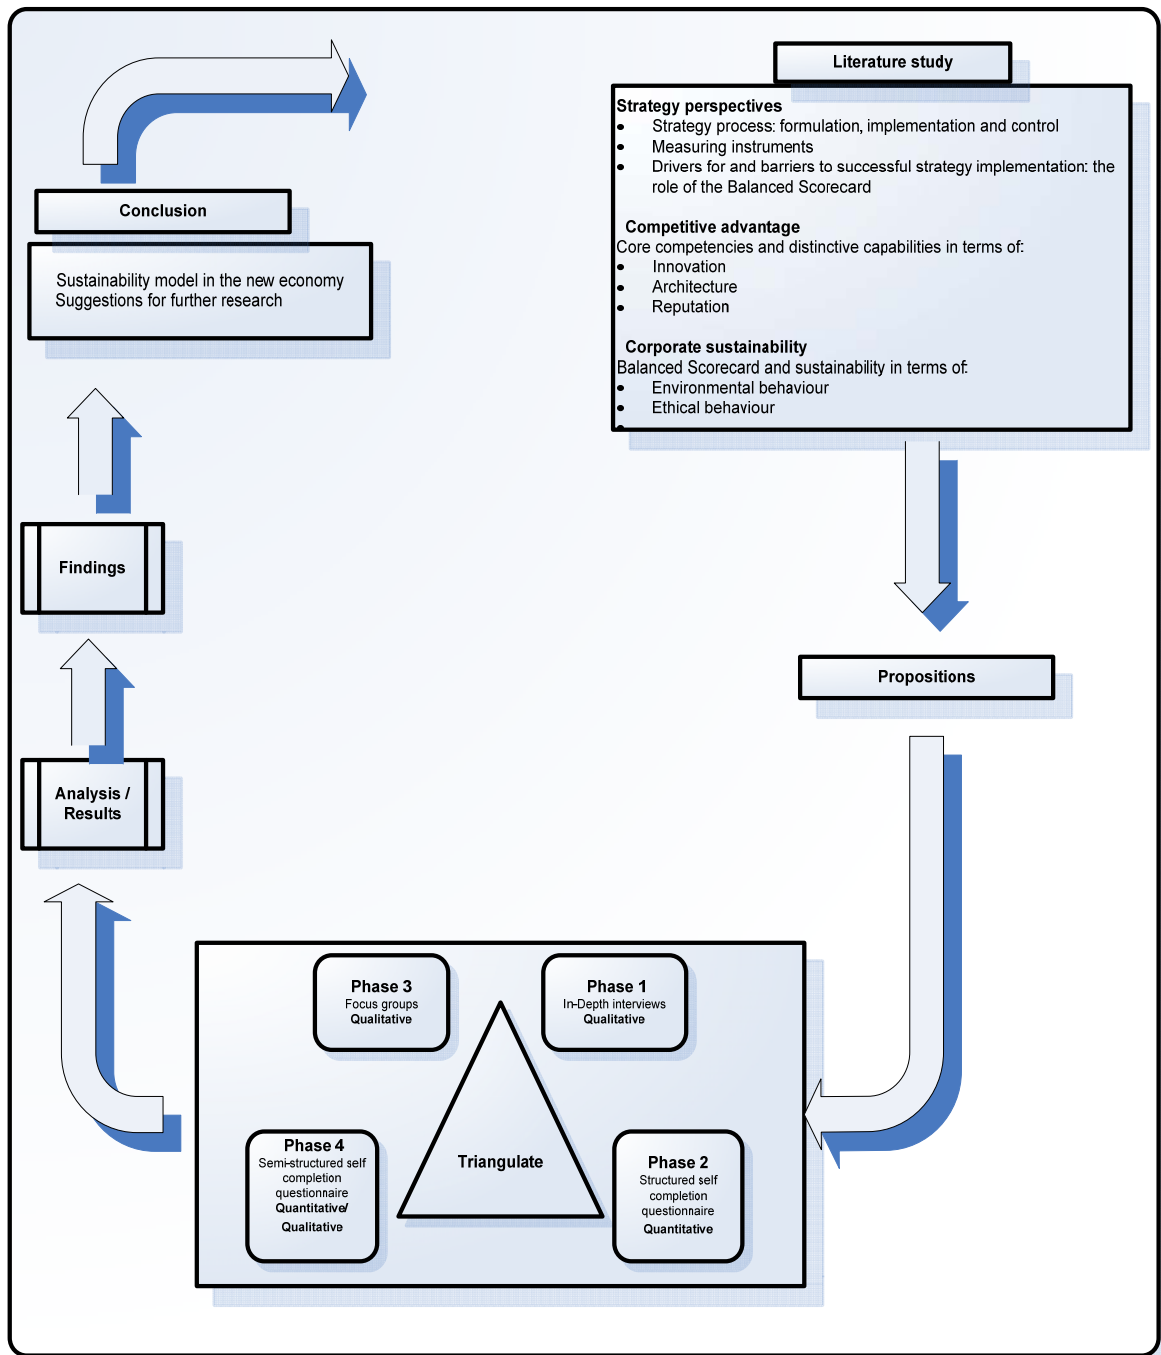 Literature study
Strategy perspectives
• Strategy process: formulation, implementation and control
• Measuring instruments
• Drivers for and barriers to successful strategy implementation: the
role of the Balanced Scorecard
Competitive advantage
Core competencies and distinctive capabilities in terms of:
• Innovation
• Architecture
• Reputation
Corporate sustainability
Balanced Scorecard and sustainability in terms of:
• Environmental behaviour
• Ethical behaviour
•
Propositions
Phase 1
In-Depth interviews
Qualitative
Phase 2
Structured self
completion
questionnaire
Quantitative
Phase 3
Focus groups
Qualitative
Phase 4
Semi-structured self
completion
questionnaire
Quantitative/
Qualitative
Triangulate
Analysis /
Results
Findings
Conclusion
Sustainability model in the new economy
Suggestions for further research